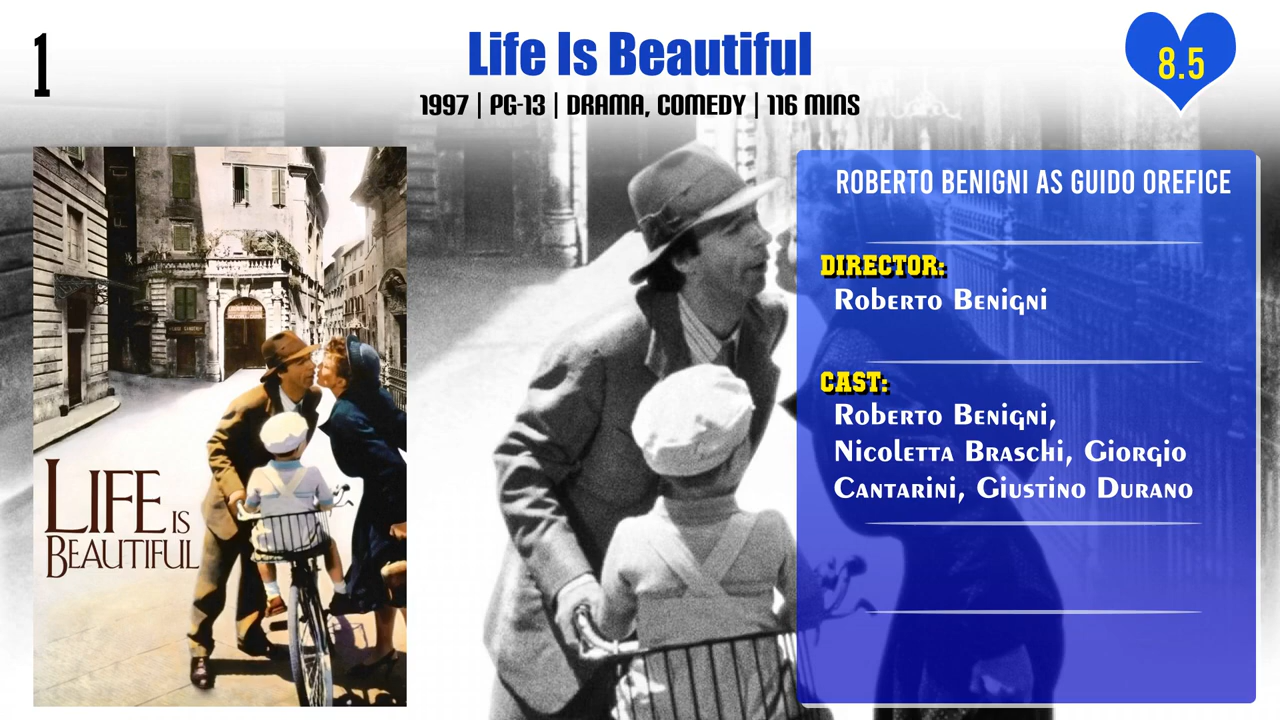 1
Life Is Beautiful
8.5
1997 | PG-13 | DRAMA, COMEDY | 116 MINS
ROBERTO BENIGNI AS GUIDO OREFICE
DIRECTOR:
Roberto Benigni
CAST:
Roberto Benigni,
Nicoletta Braschi, Giorgio
Cantarini, Giustino Durano
LIFE IS
BEAUTIFUL